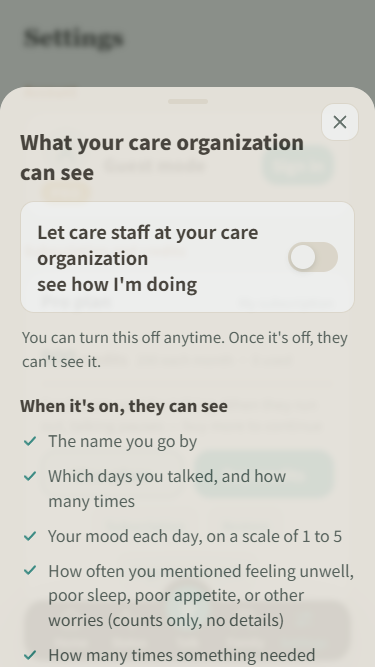 Settings
What your care organization
can see
Let care staff at your care
organization
see how I'm doing
You can turn this off anytime. Once it's off, they
can't see it.
When it's on, they can see
The name you go by
Which days you talked, and how
many times
Your mood each day, on a scale of 1 to 5
How often you mentioned feeling unwell,
poor sleep, poor appetite, or other
worries (counts only, no details)
How many times something needed